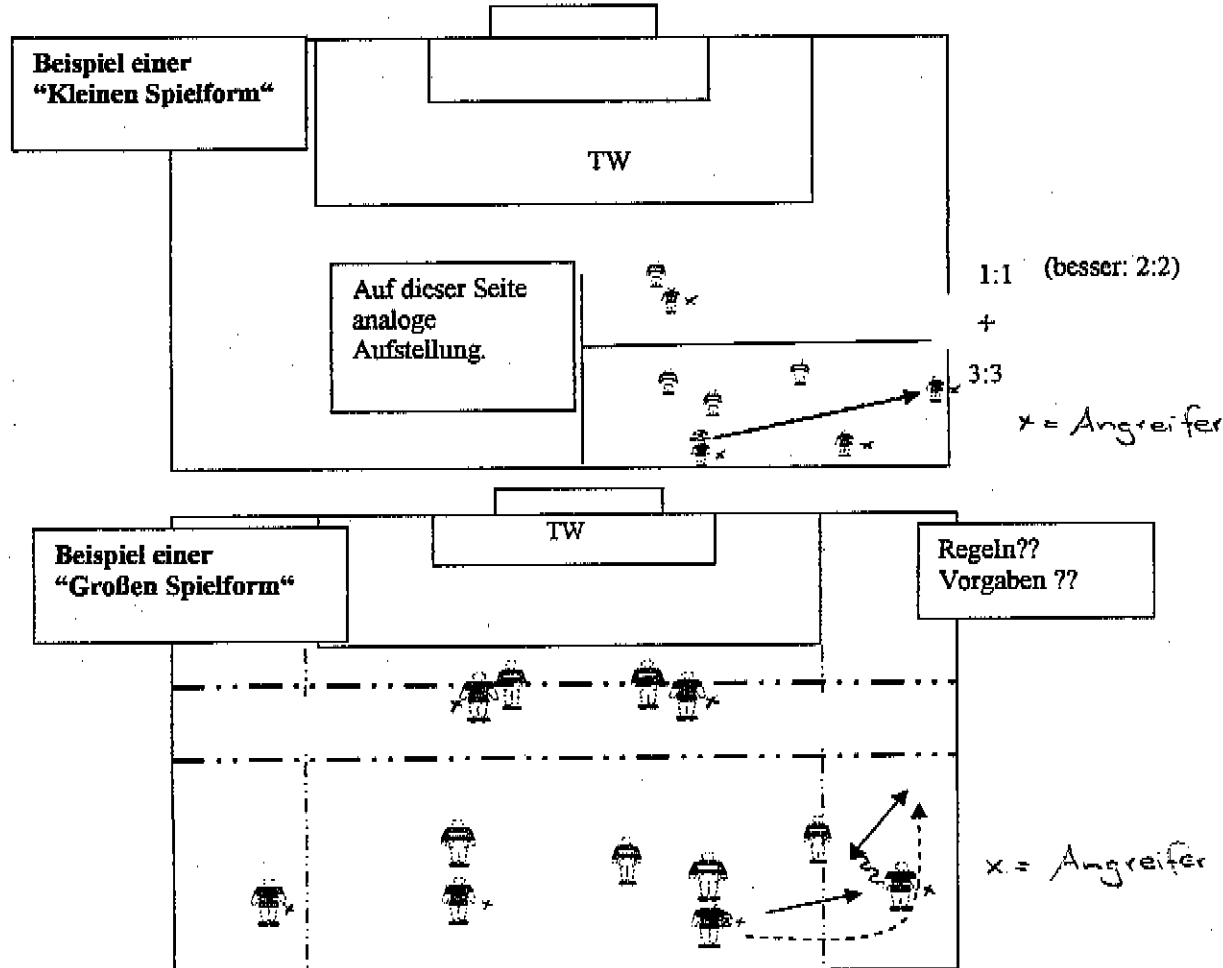 Beispiel einer
“Kleinen Spielform“
TW
Auf dieser Seite
analoge
Aufstellung.
1:1 (besser: 2:2)
+
3:3
x = Angreifer
Beispiel einer
“Großen Spielform“
TW
Regeln??
Vorgaben ??
x = Angreifer